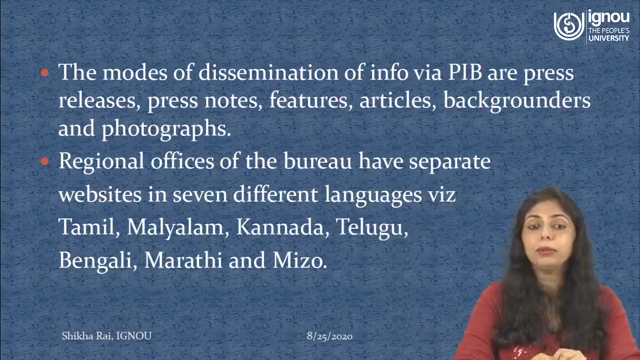 ignou
THE PEOPLE'S
UNIVERSITY
• The modes of dissemination of info via PIB are press
releases, press notes, features, articles, backgrounders
and photographs.
• Regional offices of the bureau have separate
websites in seven different languages viz
Tamil, Malyalam, Kannada, Telugu,
Bengali, Marathi and Mizo.
Shikha Rai, IGNOU 8/25/2020